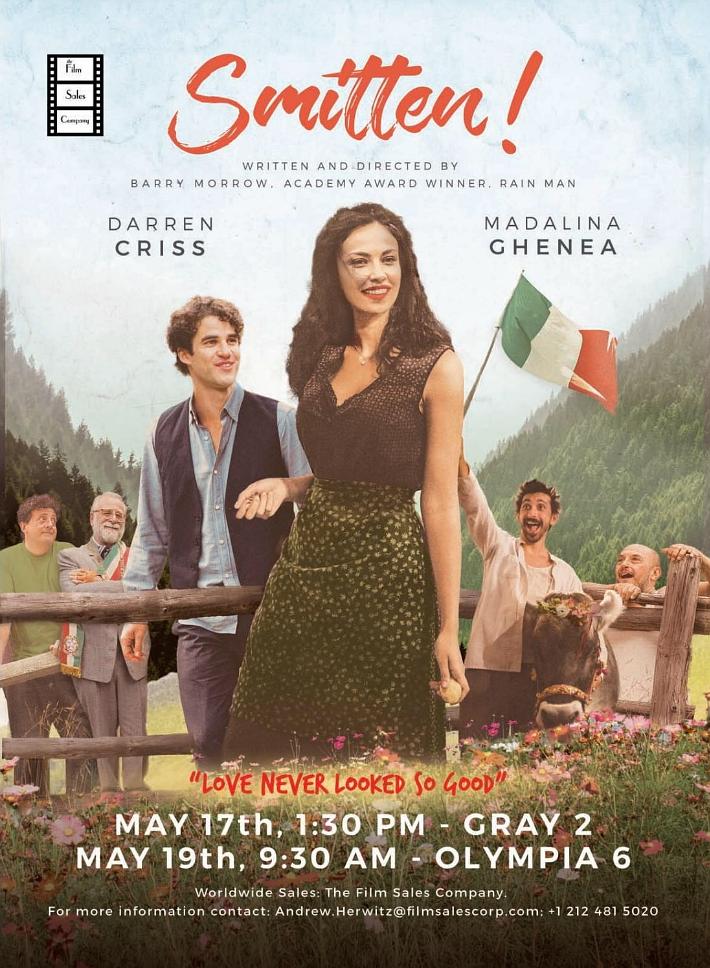 the
Film
Sales
Company
Smitten!
WRITTEN AND DIRECTED BY
BARRY MORROW, ACADEMY AWARD WINNER, RAIN MAN
DARREN
CRISS
MADALINA
GHENEA
"LOVE NEVER LOOKED SO GOOD"
MAY 17th, 1:30 PM - GRAY 2
MAY 19th, 9:30 AM - OLYMPIA 6
Worldwide Sales: The Film Sales Company.
For more information contact: Andrew.Herwitz@filmsalescorp.com; +1 212 481 5020